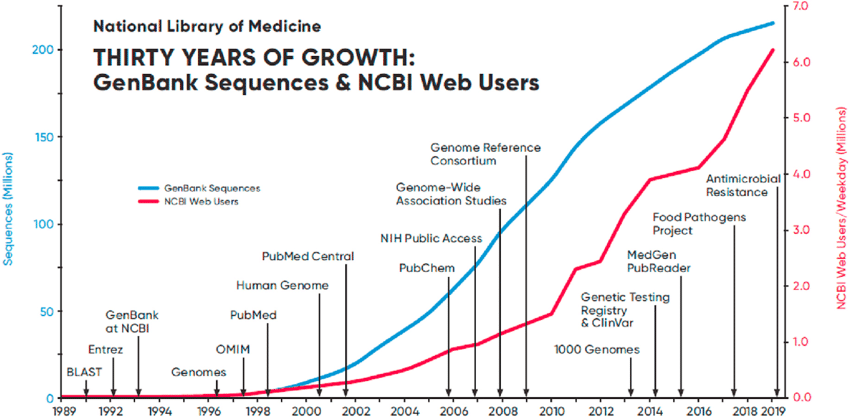 National Library of Medicine
THIRTY YEARS OF GROWTH:
GenBank Sequences & NCBI Web Users
Sequences (Millions)
200
150
100
50
0
GenBank Sequences
NCBI Web Users
BLAST
Entrez
GenBank
at NCBI
Genomes
OMIM
PubMed
Human Genome
PubMed Central
PubChem
NIH Public Access
Genome-Wide
Association Studies
Genome Reference
Consortium
1000 Genomes
Genetic Testing
Registry
& ClinVar
MedGen
PubReader
Food Pathogens
Project
Antimicrobial
Resistance
7.0
6.0
5.0
4.0
3.0
2.0
1.0
0.0
NCBI Web Users/Weekday (Millions)
1989 1992 1994 1996 1998 2000 2002 2004 2006 2008 2010 2012 2014 2016 2018 2019